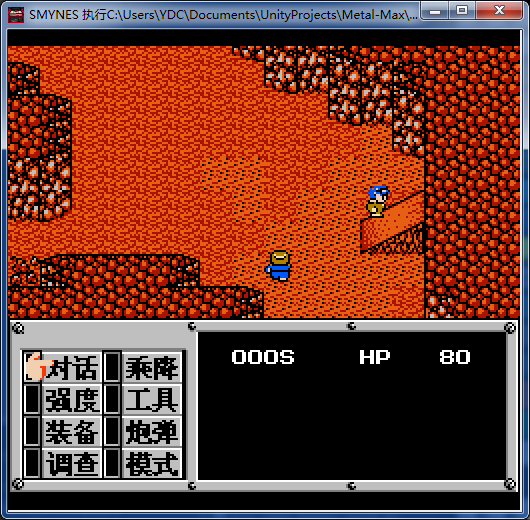 SMYNES 执行C:\Users\YDC\Documents\UnityProjects\Metal-Max\...
000S HP 80
对话 乘降
强度 工具
装备 炮弹
调查 模式